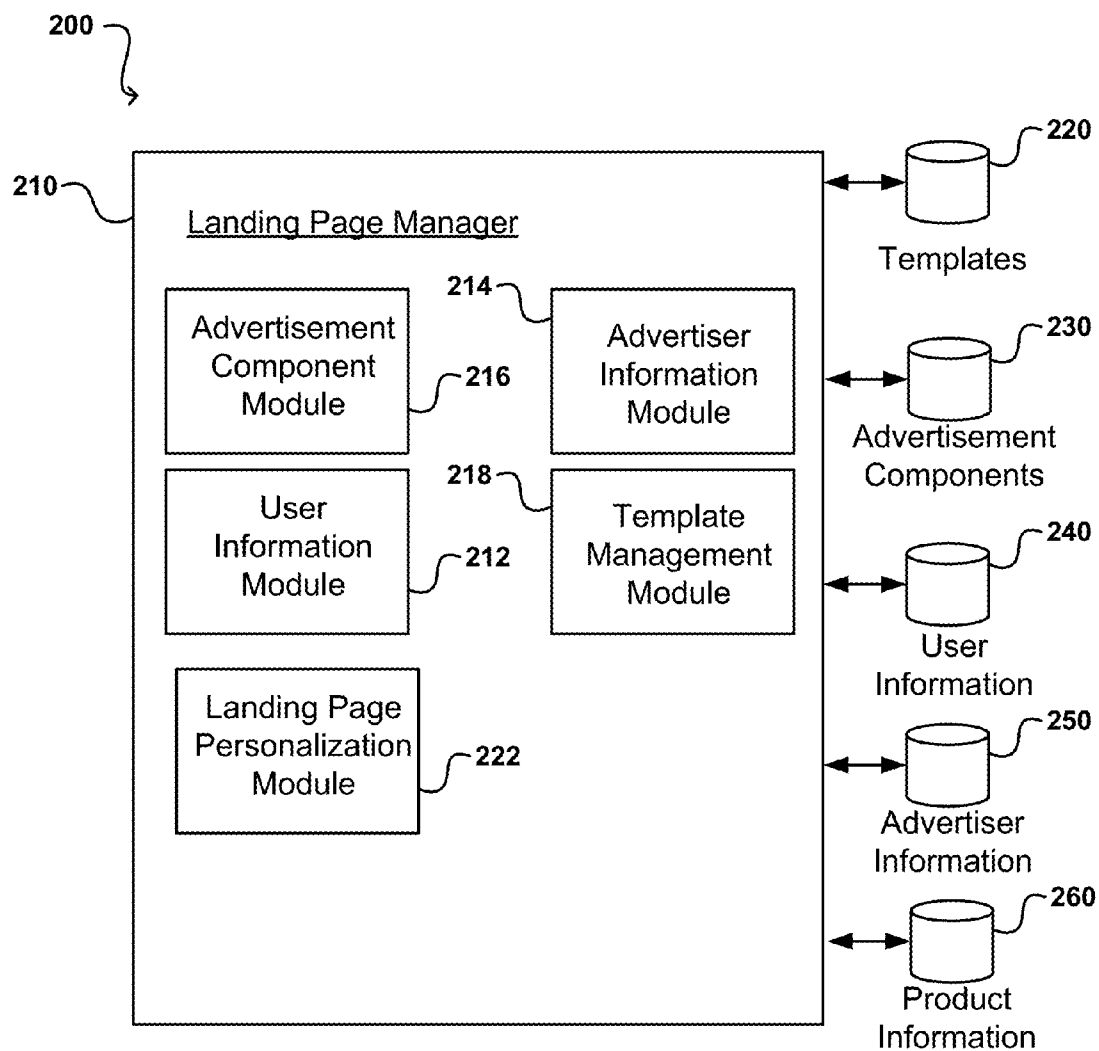 200
210
Landing Page Manager
Advertisement
Component
Module
216
214
Advertiser
Information
Module
User
Information
Module
212
218
Template
Management
Module
Landing Page
Personalization
Module
222
220
Templates
230
Advertisement
Components
240
User
Information
250
Advertiser
Information
260
Product
Information